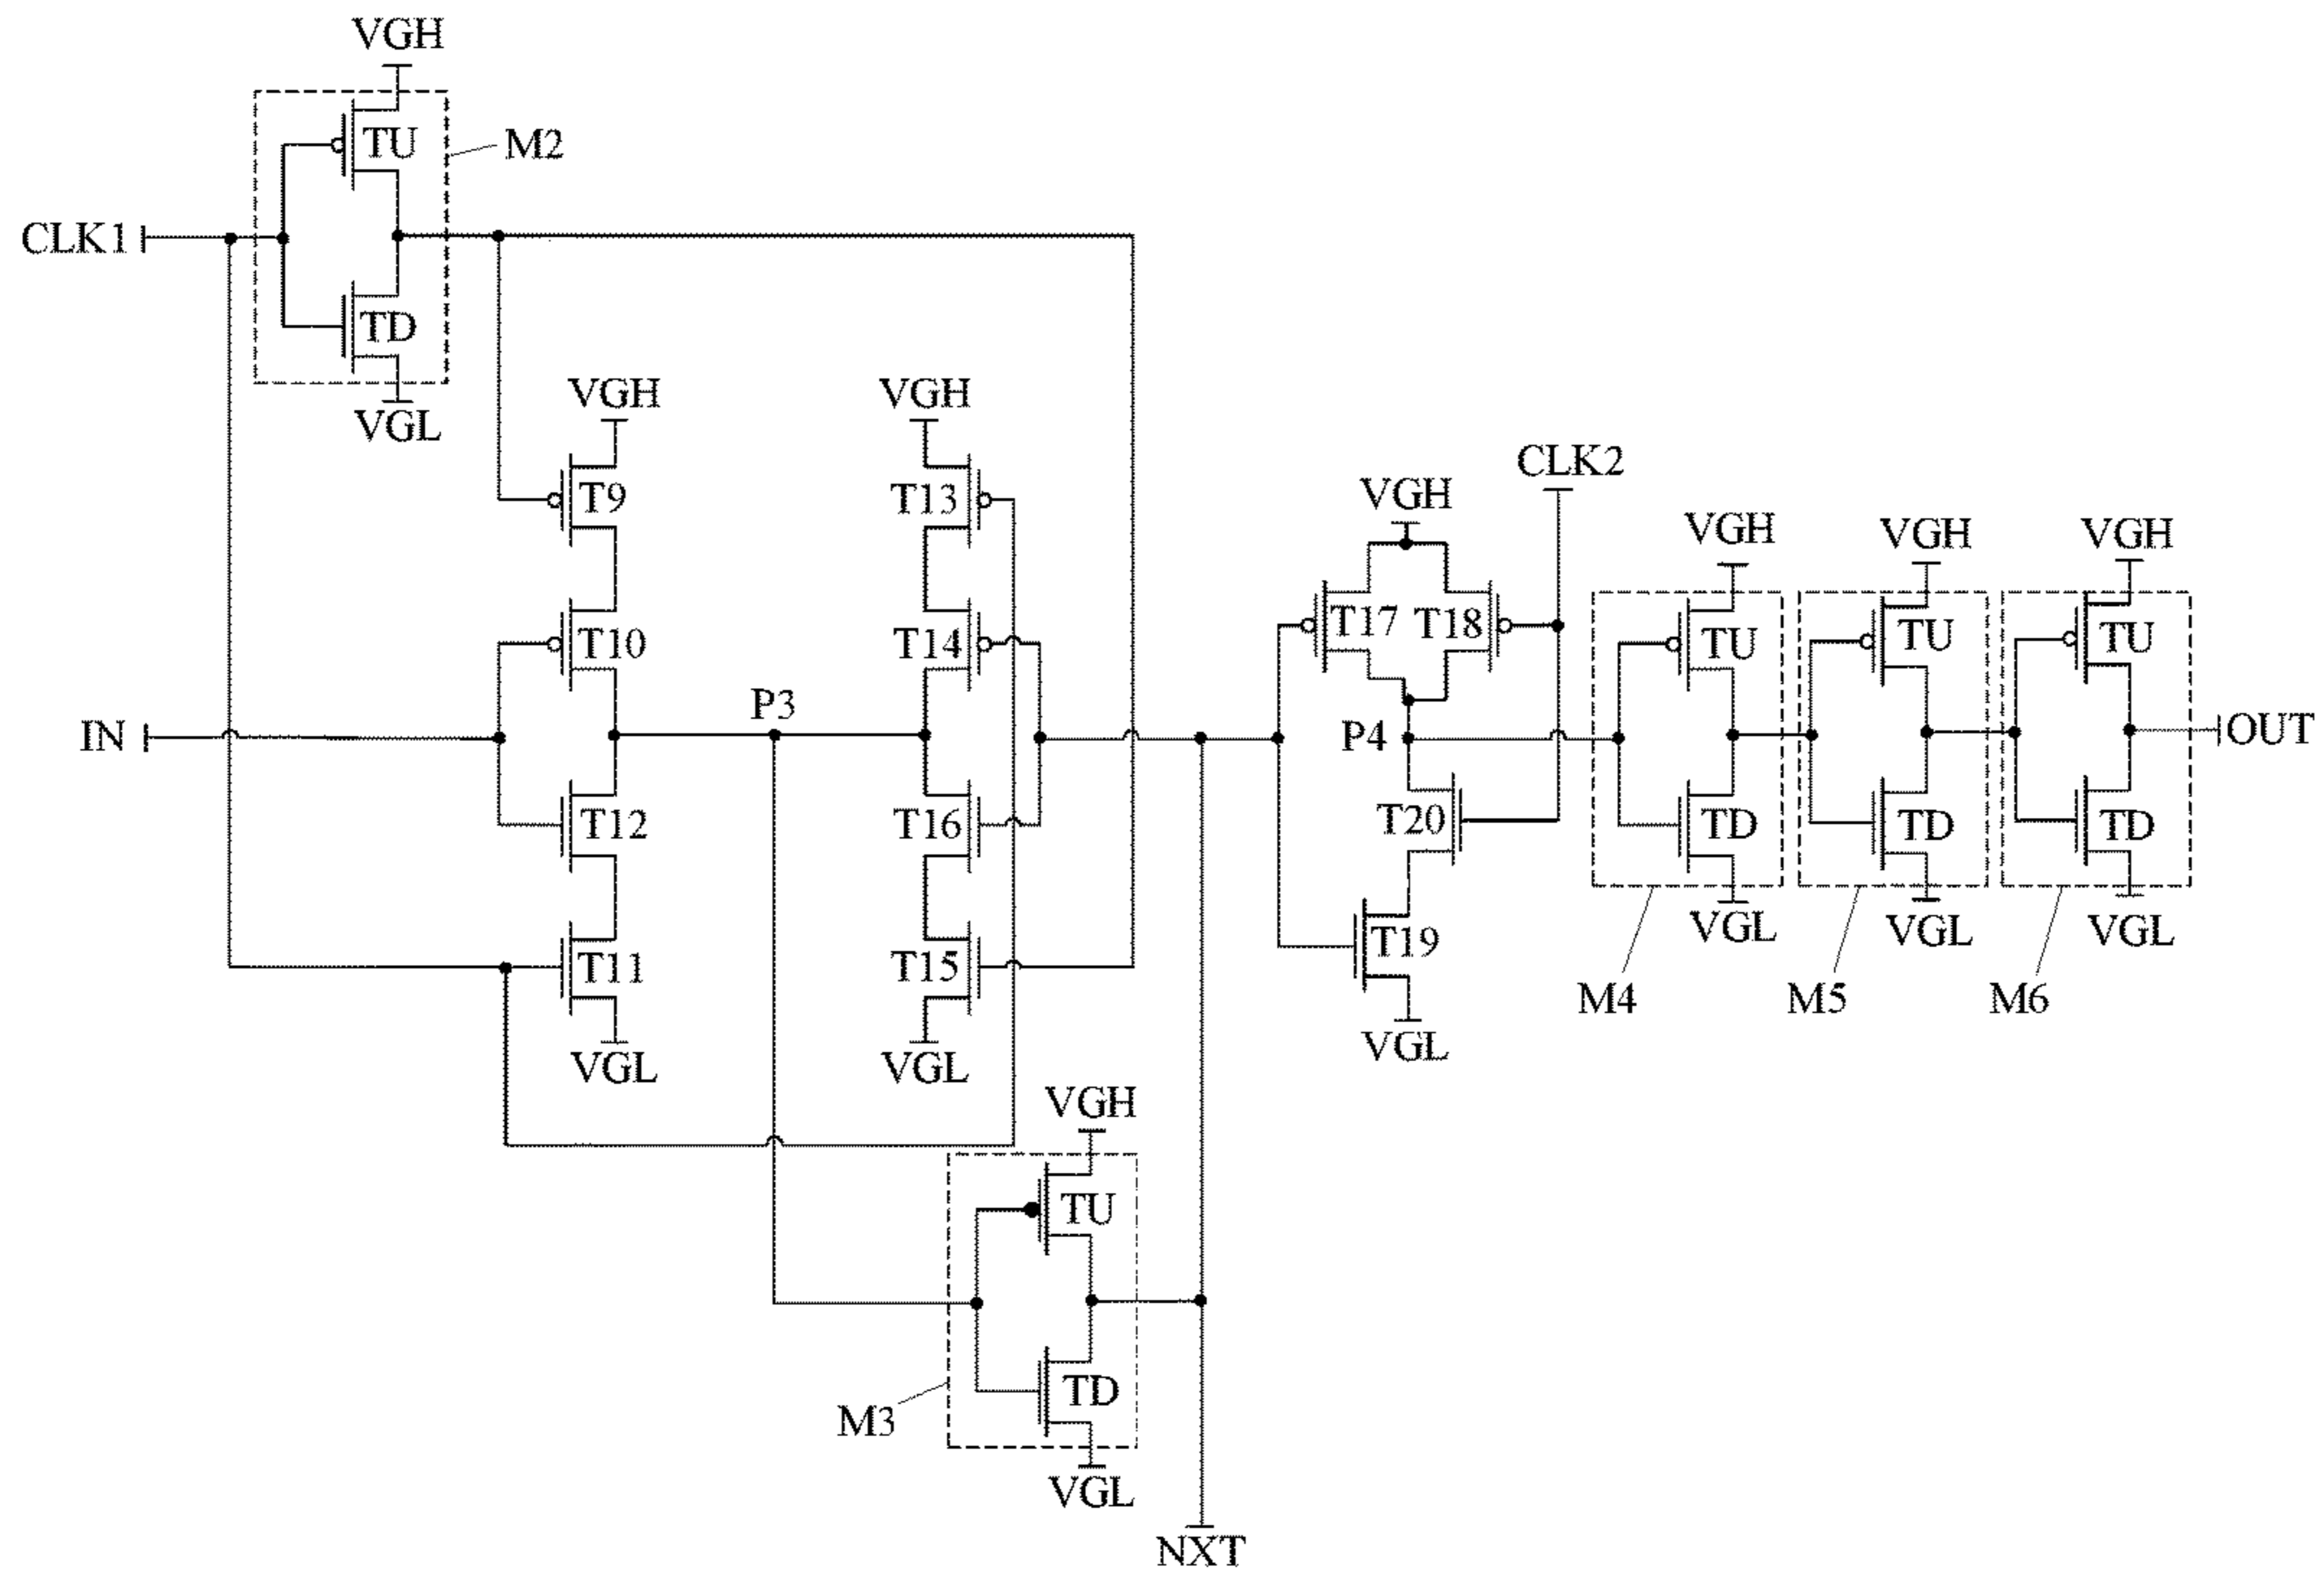 VGH
TU
M2
CLK1
TD
VGL
VGH
VGH
T9
T13
CLK2
VGH
VGH
VGH
VGH
T10
T14
T17
T18
TU
TU
TU
P3
IN
P4
OUT
T12
T16
T20
TD
TD
TD
T11
T15
T19
VGL
VGL
VGL
M4
M5
M6
VGL
VGL
VGL
VGH
TU
TD
M3
VGL
NXT